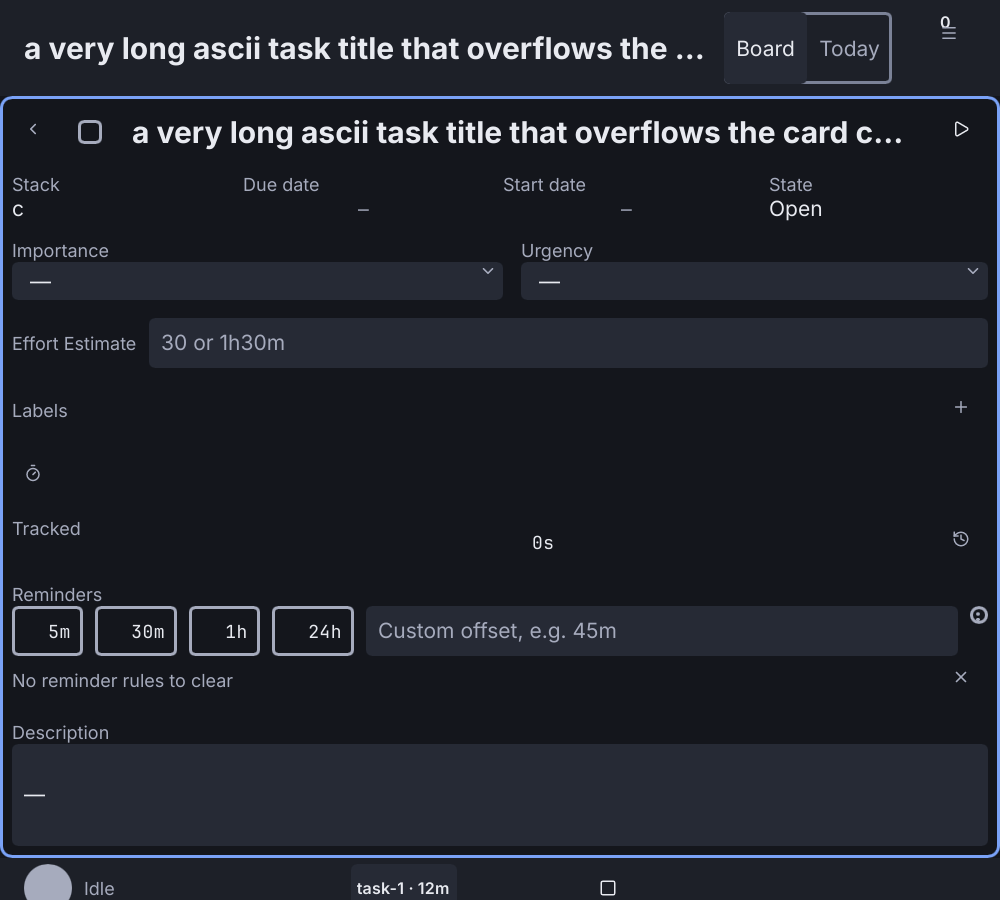 a very long ascii task title that overflows the …
Board
Today
0
a very long ascii task title that overflows the card c…
Stack
Due date
Start date
State
c
–
–
Open
Importance
Urgency
—
—
Effort Estimate
30 or 1h30m
Labels
Tracked
0s
Reminders
5m
30m
1h
24h
Custom offset, e.g. 45m
No reminder rules to clear
Description
—
Idle
task-1 · 12m